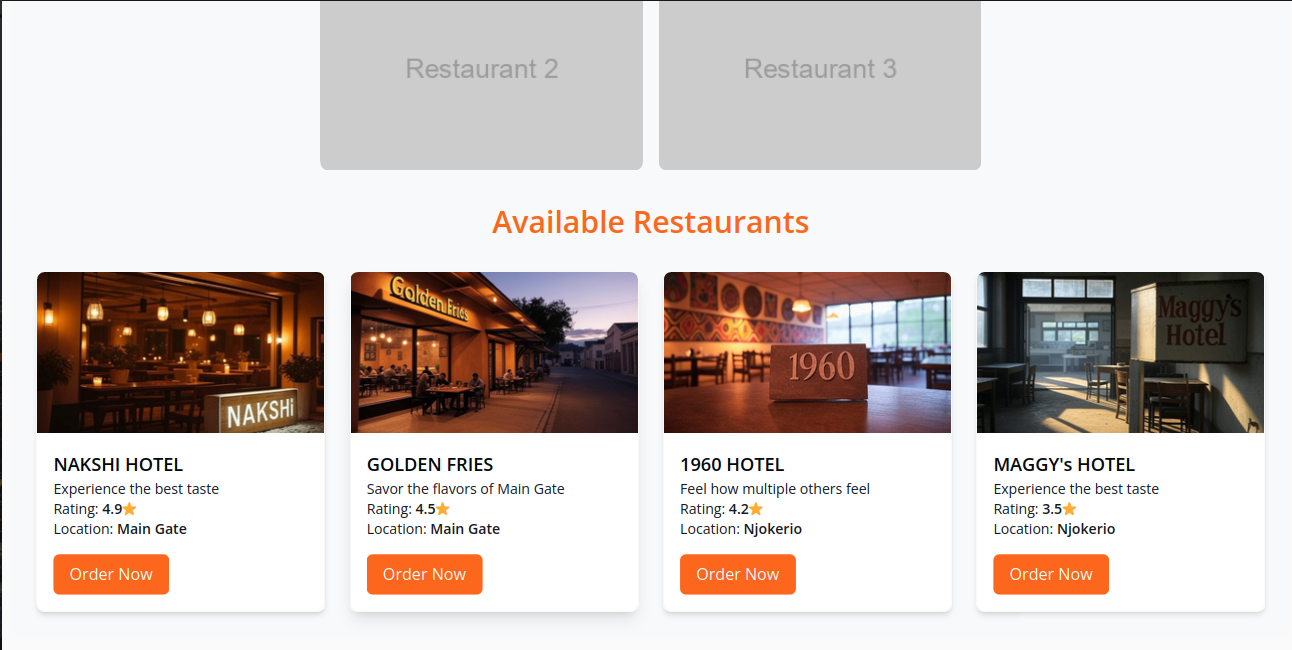 Restaurant 2
Restaurant 3
Available Restaurants
NAKSHi
Golden Fries
1960
Maggy's
Hotel
NAKSHI HOTEL
Experience the best taste
Rating: 4.9⭐
Location: Main Gate
Order Now
GOLDEN FRIES
Savor the flavors of Main Gate
Rating: 4.5⭐
Location: Main Gate
Order Now
1960 HOTEL
Feel how multiple others feel
Rating: 4.2⭐
Location: Njokerio
Order Now
MAGGY's HOTEL
Experience the best taste
Rating: 3.5⭐
Location: Njokerio
Order Now